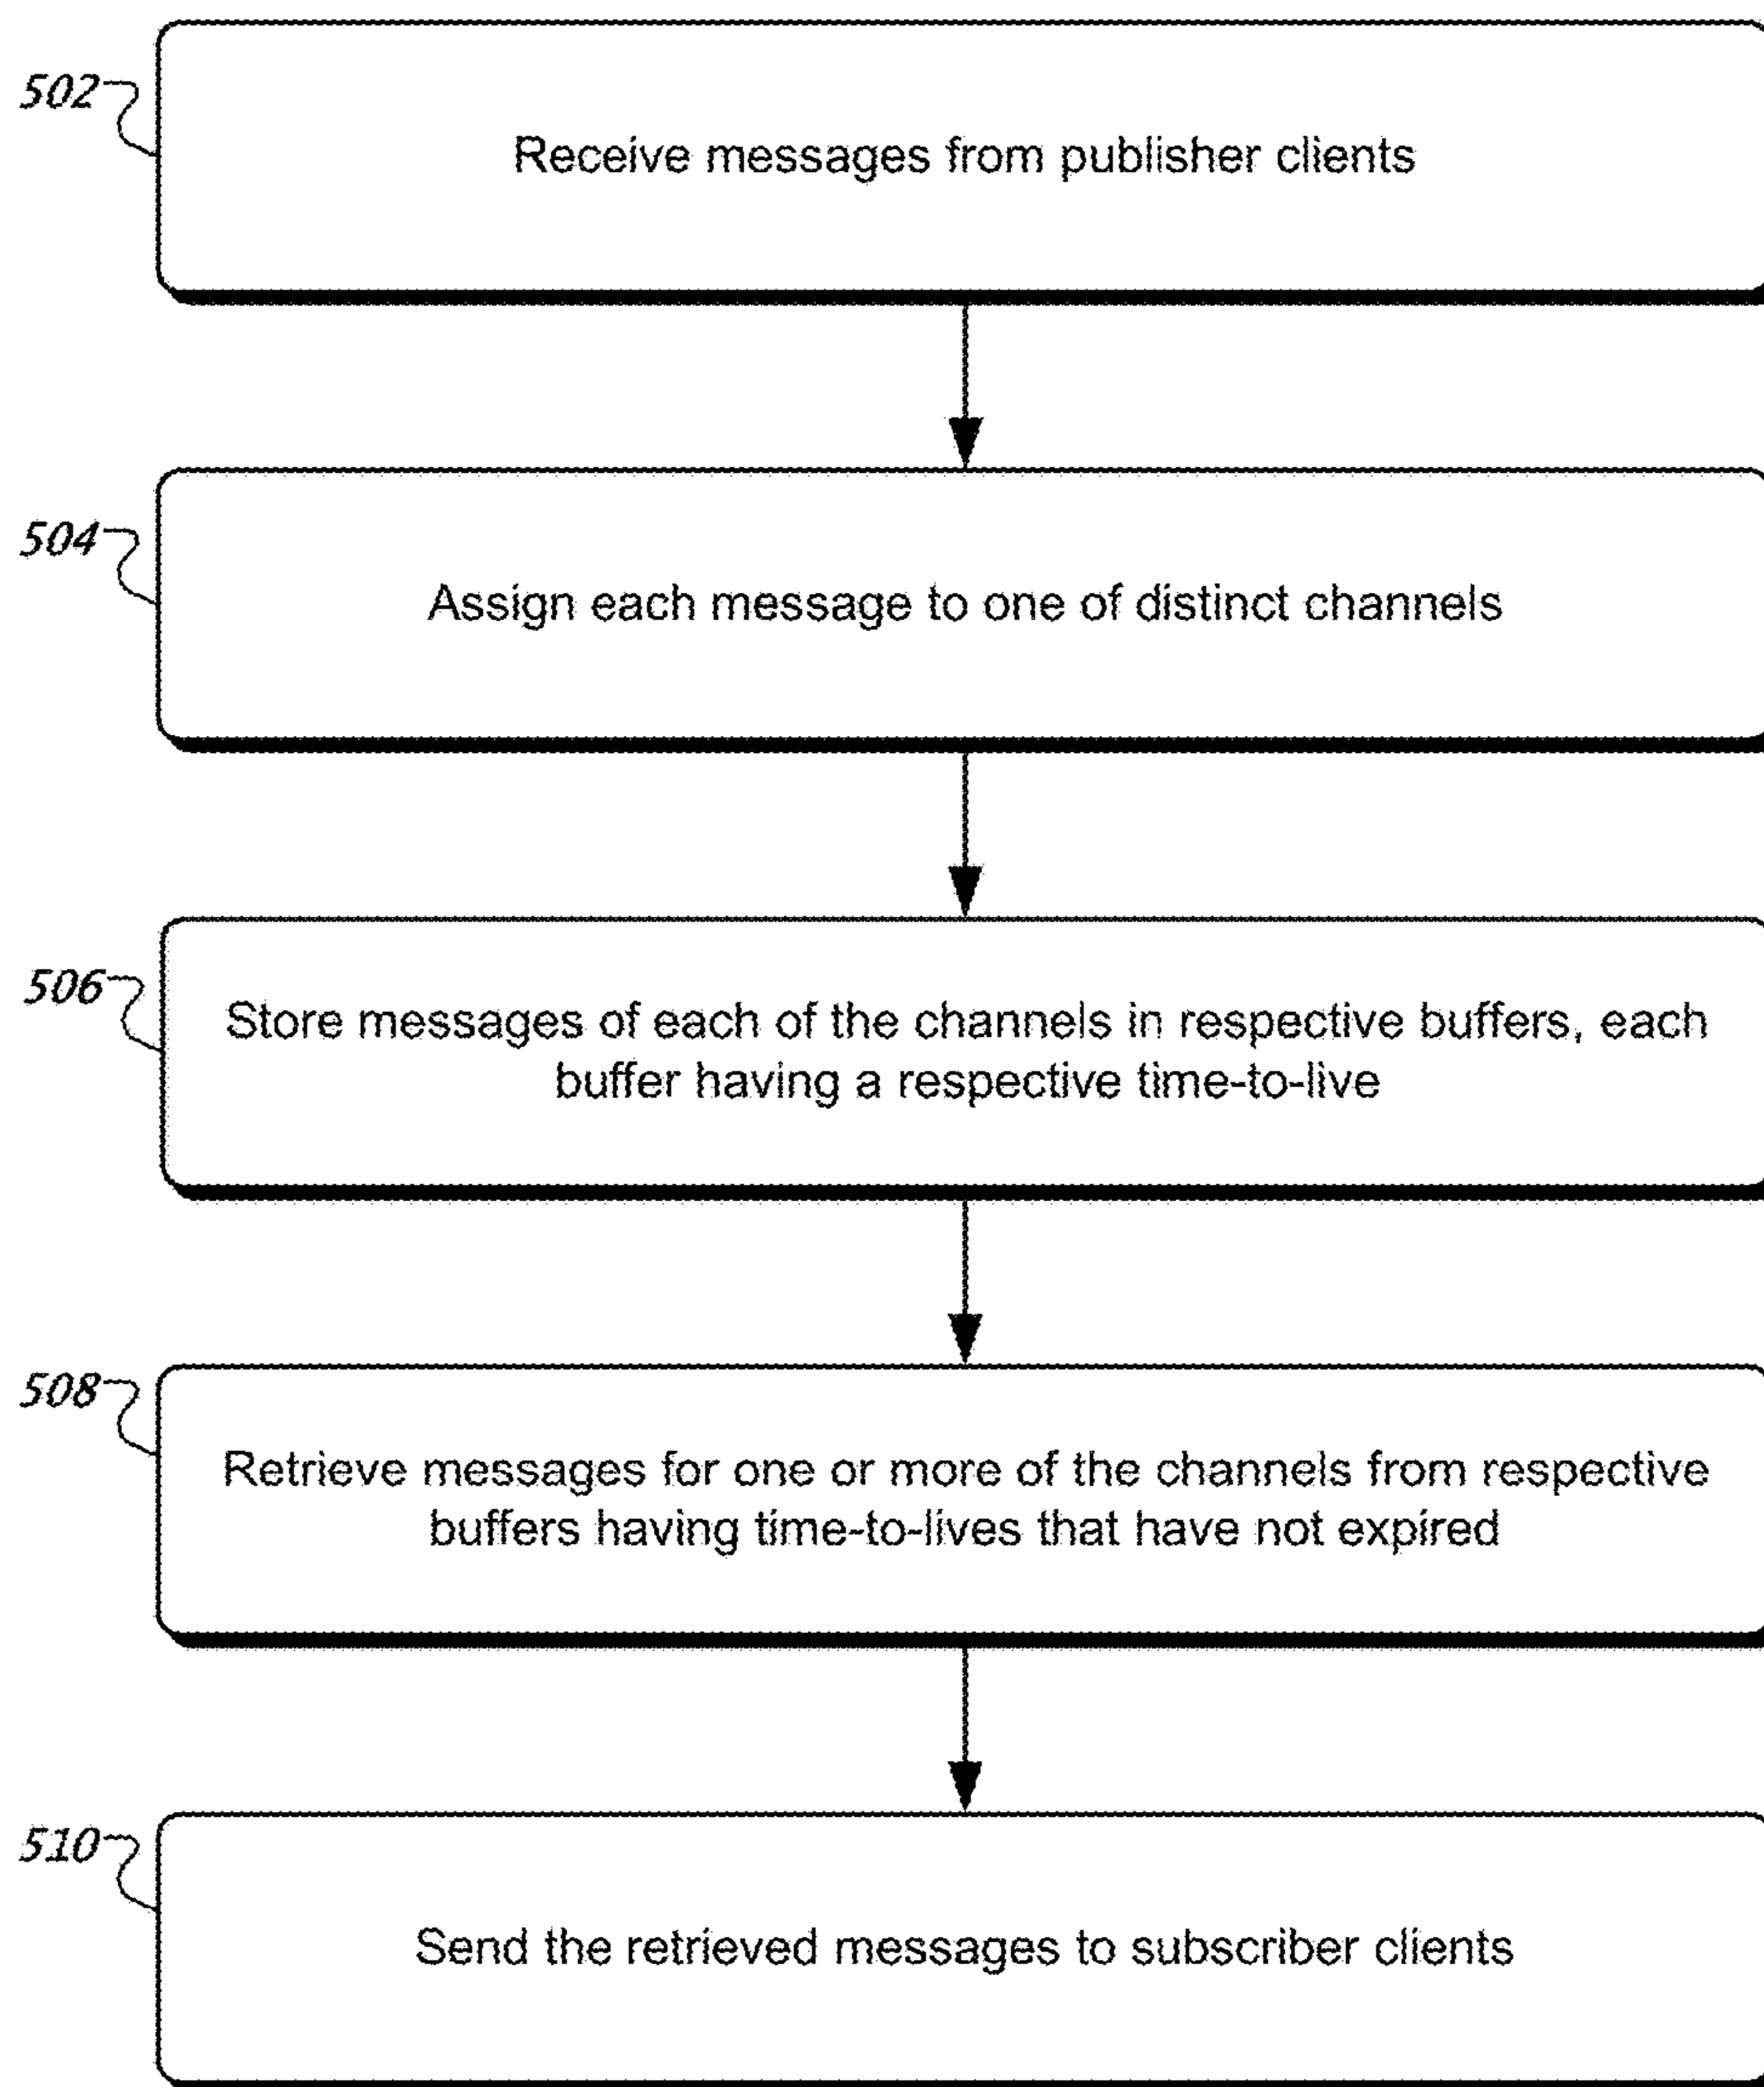 502
Receive messages from publisher clients
504
Assign each message to one of distinct channels
506
Store messages of each of the channels in respective buffers, each
buffer having a respective time-to-live
508
Retrieve messages for one or more of the channels from respective
buffers having time-to-lives that have not expired
510
Send the retrieved messages to subscriber clients